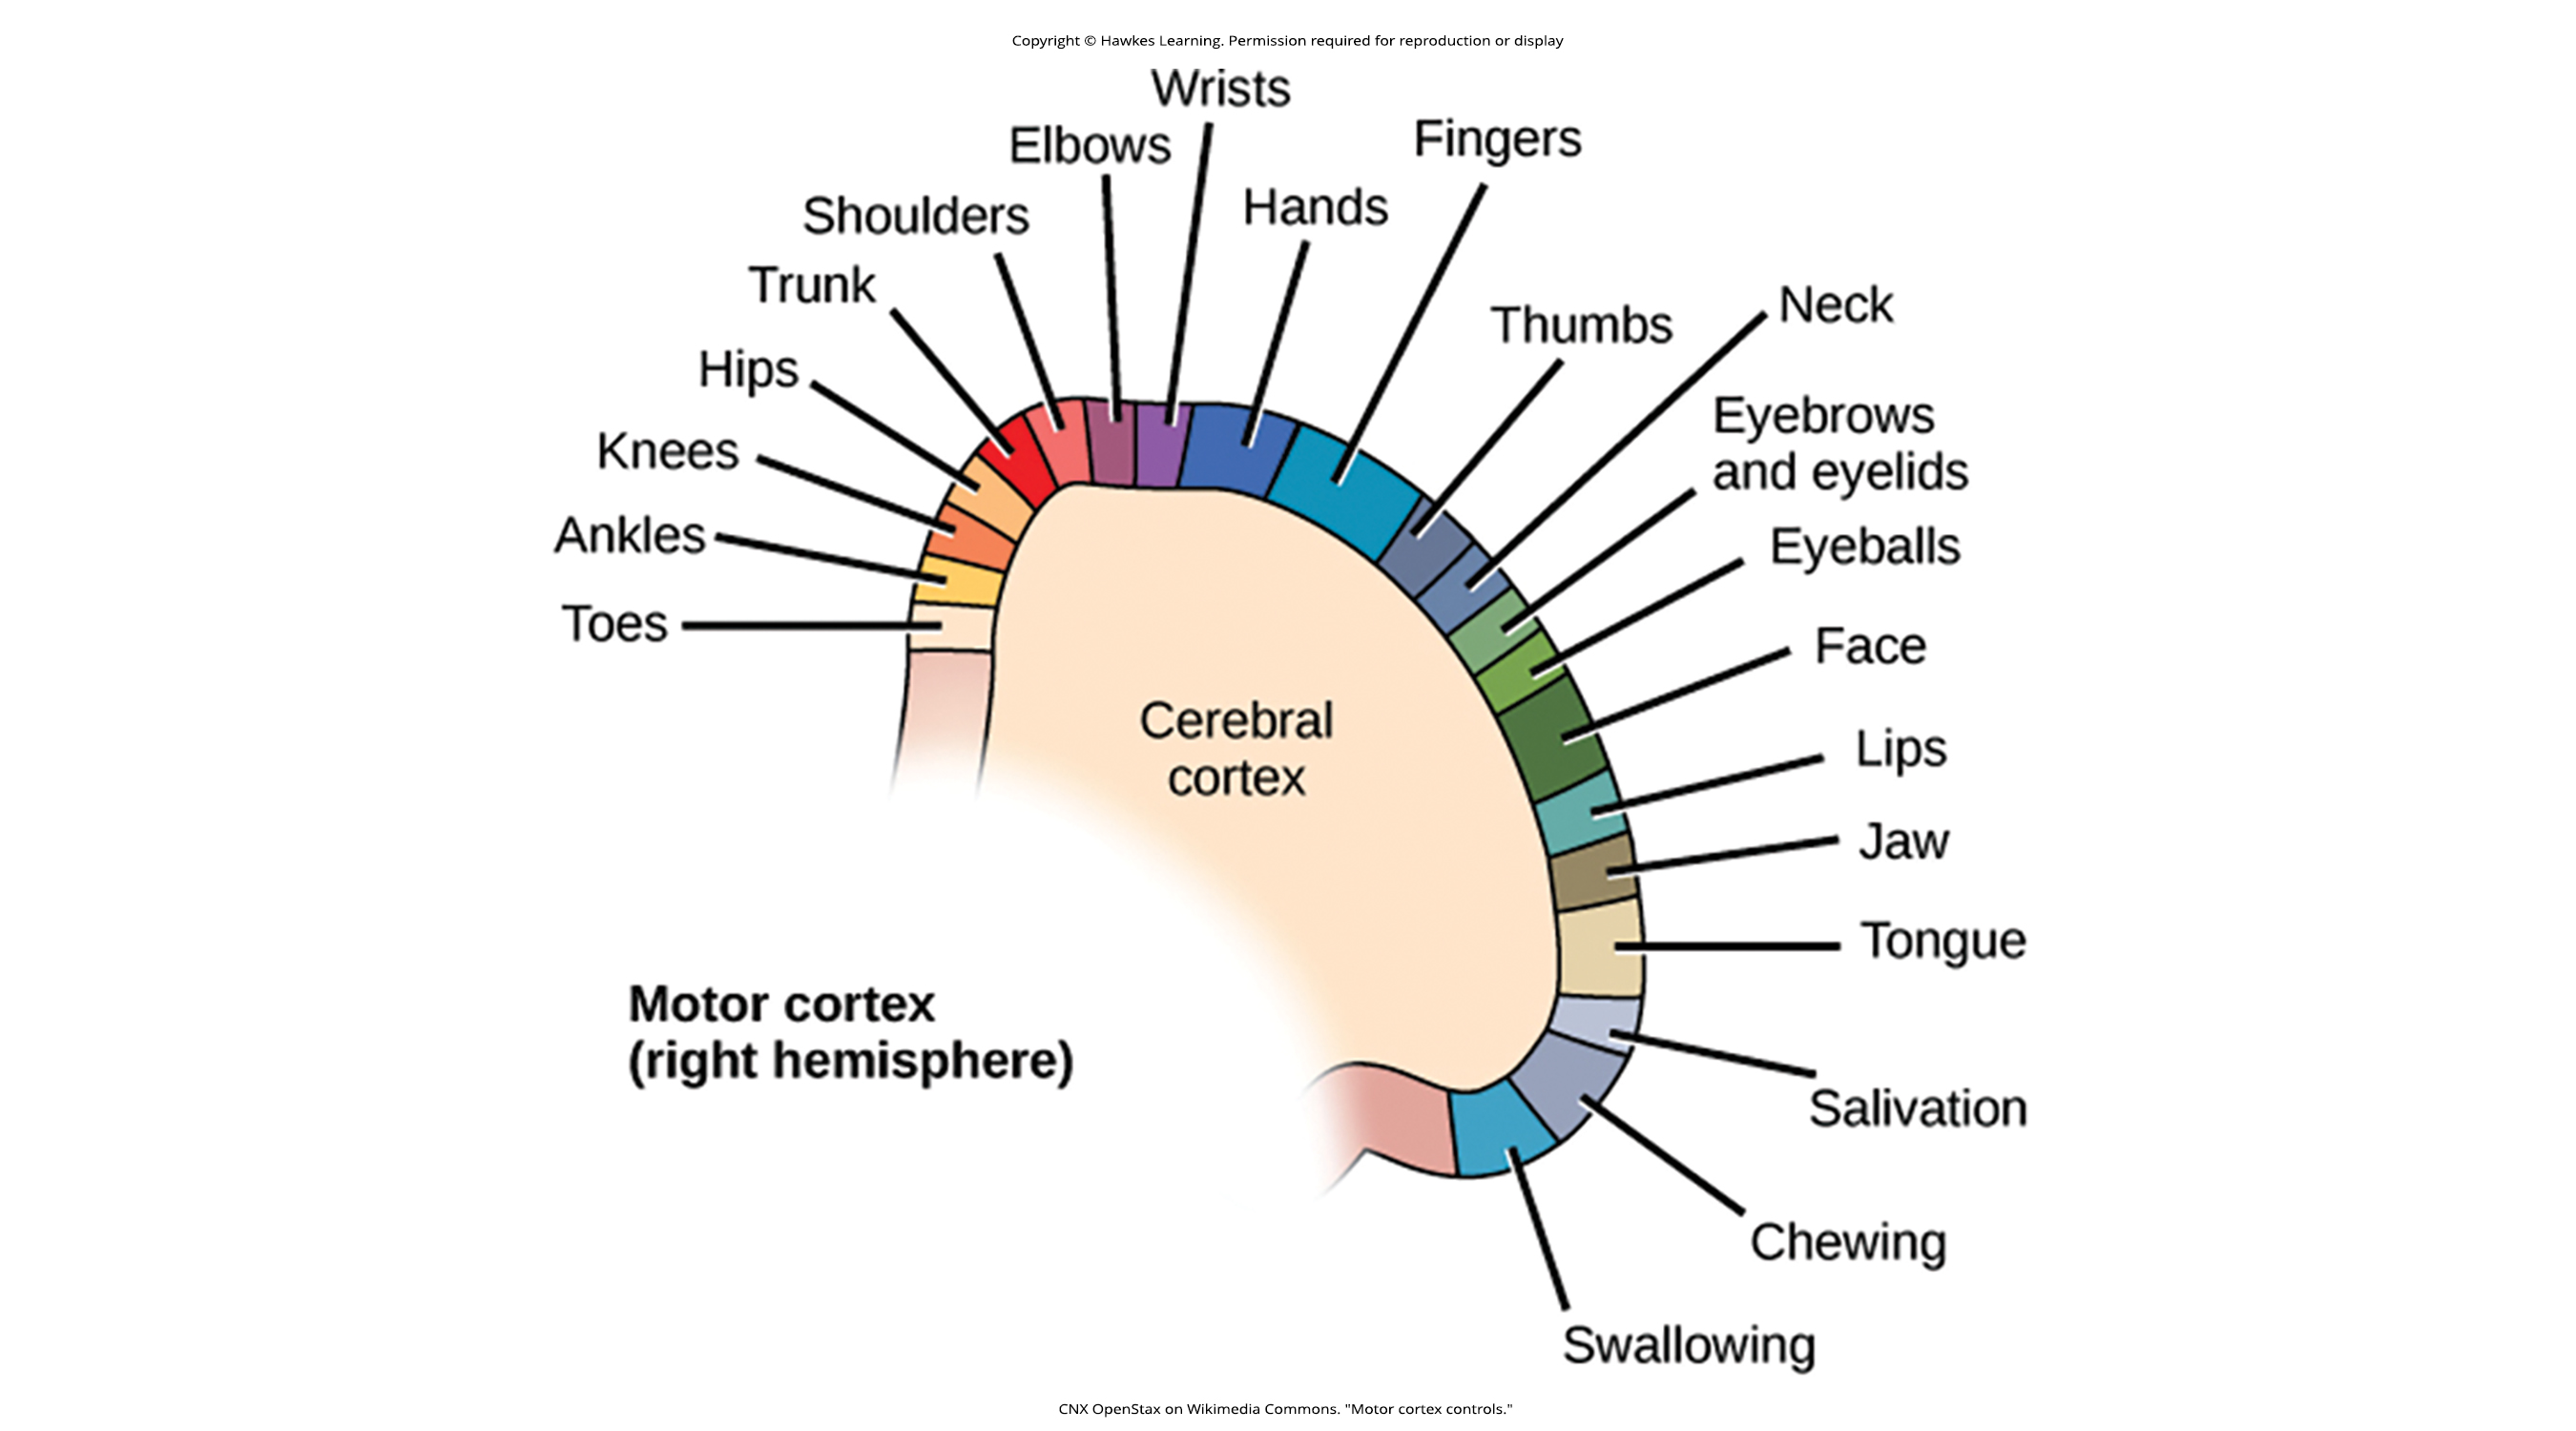 Copyright © Hawkes Learning. Permission required for reproduction or display
Wrists
Elbows
Fingers
Shoulders
Hands
Trunk
Neck
Thumbs
Hips
Eyebrows
and eyelids
Knees
Eyeballs
Ankles
Toes
Face
Cerebral
cortex
Lips
Jaw
Tongue
Motor cortex
(right hemisphere)
Salivation
Chewing
Swallowing
CNX OpenStax on Wikimedia Commons. "Motor cortex controls."